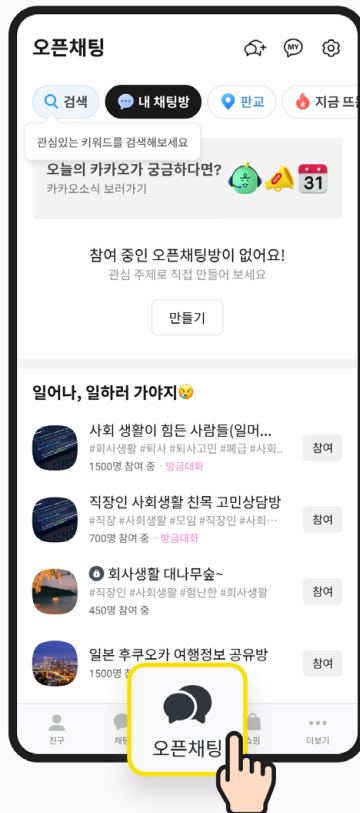 오픈채팅
MY
검색
내 채팅방
판교
지금 뜨
관심있는 키워드를 검색해보세요
오늘의 카카오가 궁금하다면?
카카오소식 보러가기
31
참여 중인 오픈채팅방이 없어요!
관심 주제로 직접 만들어 보세요
만들기
일어나, 일하러 가야지
사회 생활이 힘든 사람들(일머...
#회사생활 #퇴사 #퇴사고민 #폐급 #사회..
1500명 참여 중 · 방금대화
참여
직장인 사회생활 친목 고민상담방
#직장 #사회생활 #모임 #직장인 #사회...
700명 참여 중 · 방금대화
참여
회사생활 대나무숲~
#직장인 #사회생활 #험난한 #회사생활
450명 참여 중
참여
일본 후쿠오카 여행정보 공유방
1500명
참여
친구
채팅
오픈채팅
쇼핑
더보기